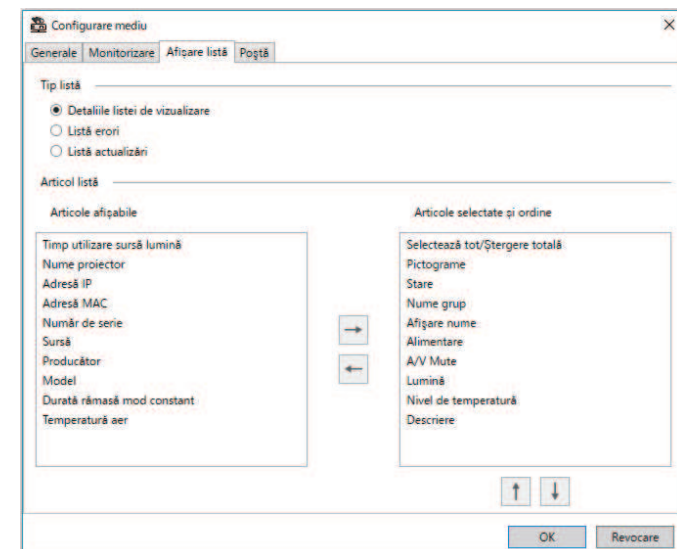 Configurare mediu
Generale Monitorizare Afișare listă Poștă
Tip listă
Detaliile listei de vizualizare
Listă erori
Listă actualizări
Articol listă
Articole afișabile
Timp utilizare sursă lumină
Nume proiector
Adresă IP
Adresă MAC
Număr de serie
Sursă
Producător
Model
Durată rămasă mod constant
Temperatură aer
Articole selectate și ordine
Selectează tot/Ștergere totală
Pictograme
Stare
Nume grup
Afișare nume
Alimentare
A/V Mute
Lumină
Nivel de temperatură
Descriere
OK Revocare